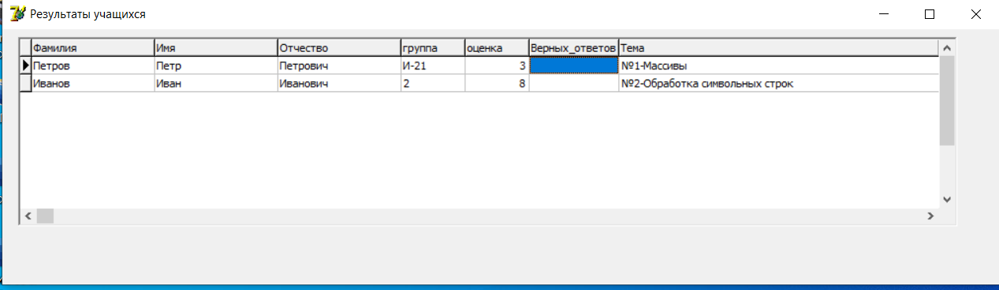 Результаты учащихся
Фамилия Имя Отчество группа оценка Верных_ответов Тема
Петров Петр Петрович И-21 3 №1-Массивы
Иванов Иван Иванович 2 8 №2-Обработка символьных строк